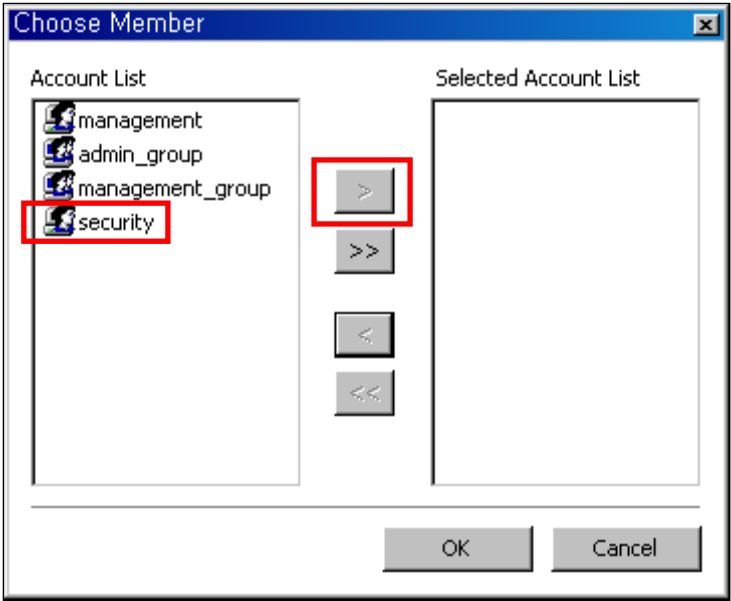 Choose Member
Account List
Selected Account List
management
admin_group
management_group
security
>
>>
<
<<
OK
Cancel